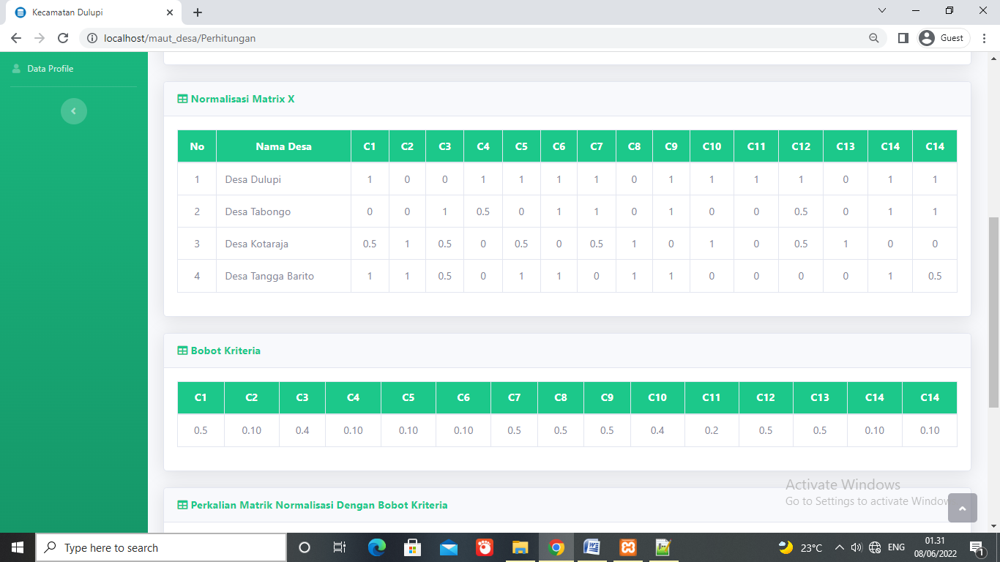 Kecamatan Dulupi
localhost/maut_desa/Perhitungan
Guest
Data Profile
Normalisasi Matrix X
No Nama Desa C1 C2 C3 C4 C5 C6 C7 C8 C9 C10 C11 C12 C13 C14 C14
1 Desa Dulupi 1 0 0 1 1 1 1 0 1 1 1 1 0 1 1
2 Desa Tabongo 0 0 1 0.5 0 1 1 0 1 0 0 0.5 0 1 1
3 Desa Kotaraja 0.5 1 0.5 0 0.5 0 0.5 1 0 1 0 0.5 1 0 0
4 Desa Tangga Barito 1 1 0.5 0 1 1 0 1 1 0 0 0 0 1 0.5
Bobot Kriteria
C1 C2 C3 C4 C5 C6 C7 C8 C9 C10 C11 C12 C13 C14 C14
0.5 0.10 0.4 0.10 0.10 0.10 0.5 0.5 0.5 0.4 0.2 0.5 0.5 0.10 0.10
Perkalian Matrik Normalisasi Dengan Bobot Kriteria
Activate Windows
Go to Settings to activate Window
Type here to search
23°C ENG
01.31
08/06/2022
1